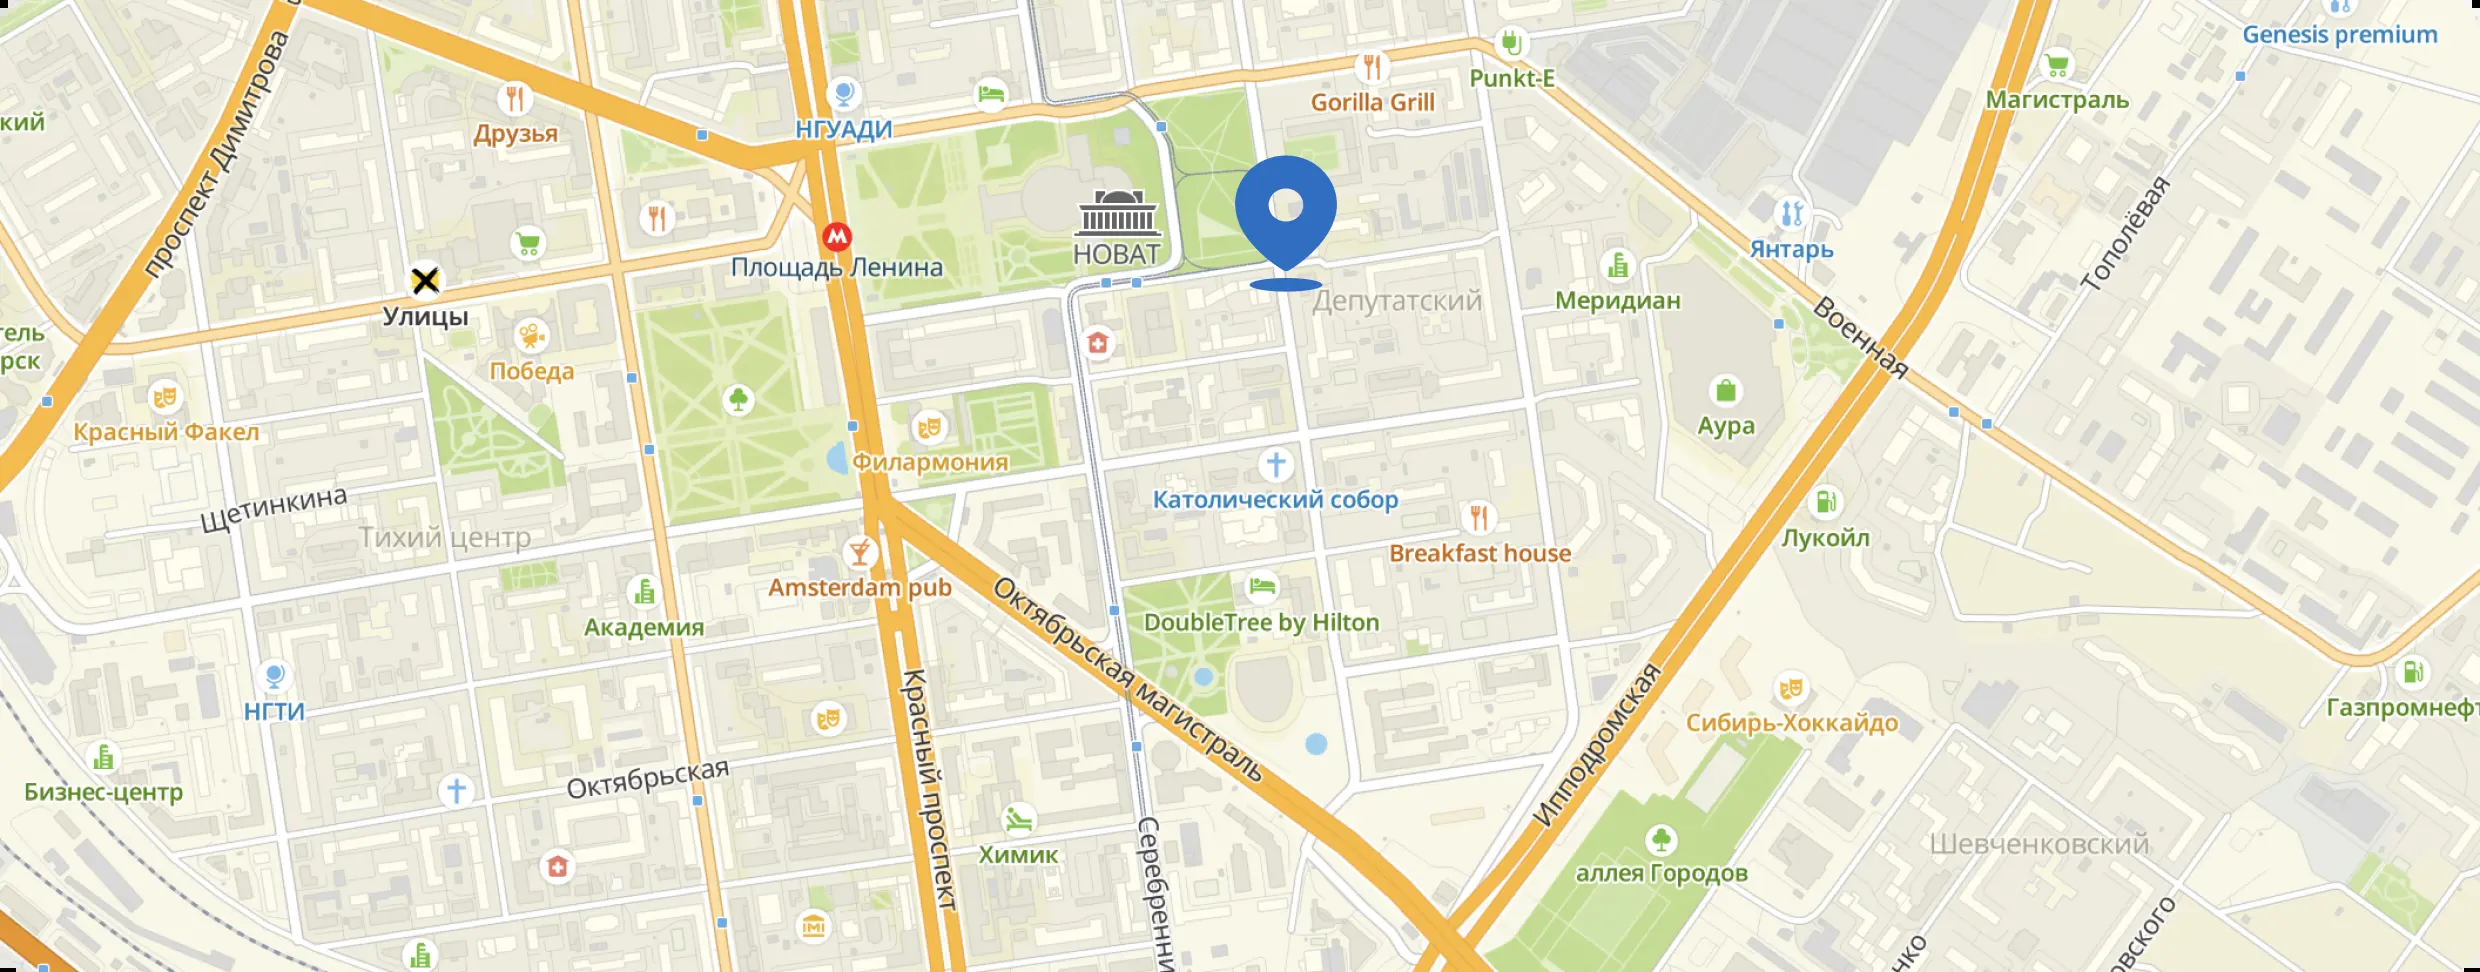 Genesis premium
проспект Димитрова
Punkt-E
Gorilla Grill
Магистраль
кий
Друзья
НГУАДИ
Тополёвая
Янтарь
НОВАТ
Площадь Ленина
Депутатский
Меридиан
Улицы
Военная
тель
рск
Победа
Аура
Красный Факел
Филармония
Католический собор
Щетинкина
Тихий центр
Лукойл
Breakfast house
Amsterdam pub
Академия
DoubleTree by Hilton
Октябрьская магистраль
НГТИ
Газпромнефт
Сибирь-Хоккайдо
Ипподромская
Красный проспект
Бизнес-центр
Октябрьская
Химик
Серебренни
аллея Городов
Шевченковский
нко
овского